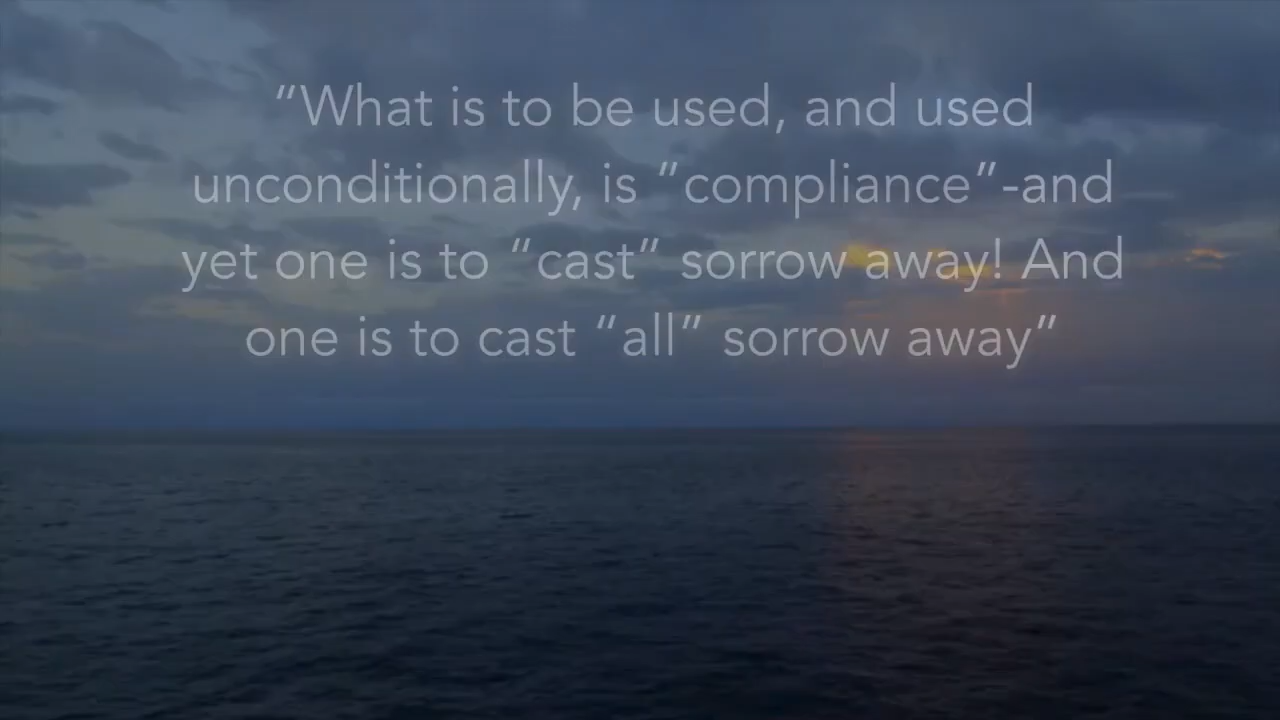 “What is to be used, and used
unconditionally, is “compliance”-and
yet one is to “cast“ sorrow away! And
one is to cast “all” sorrow away”